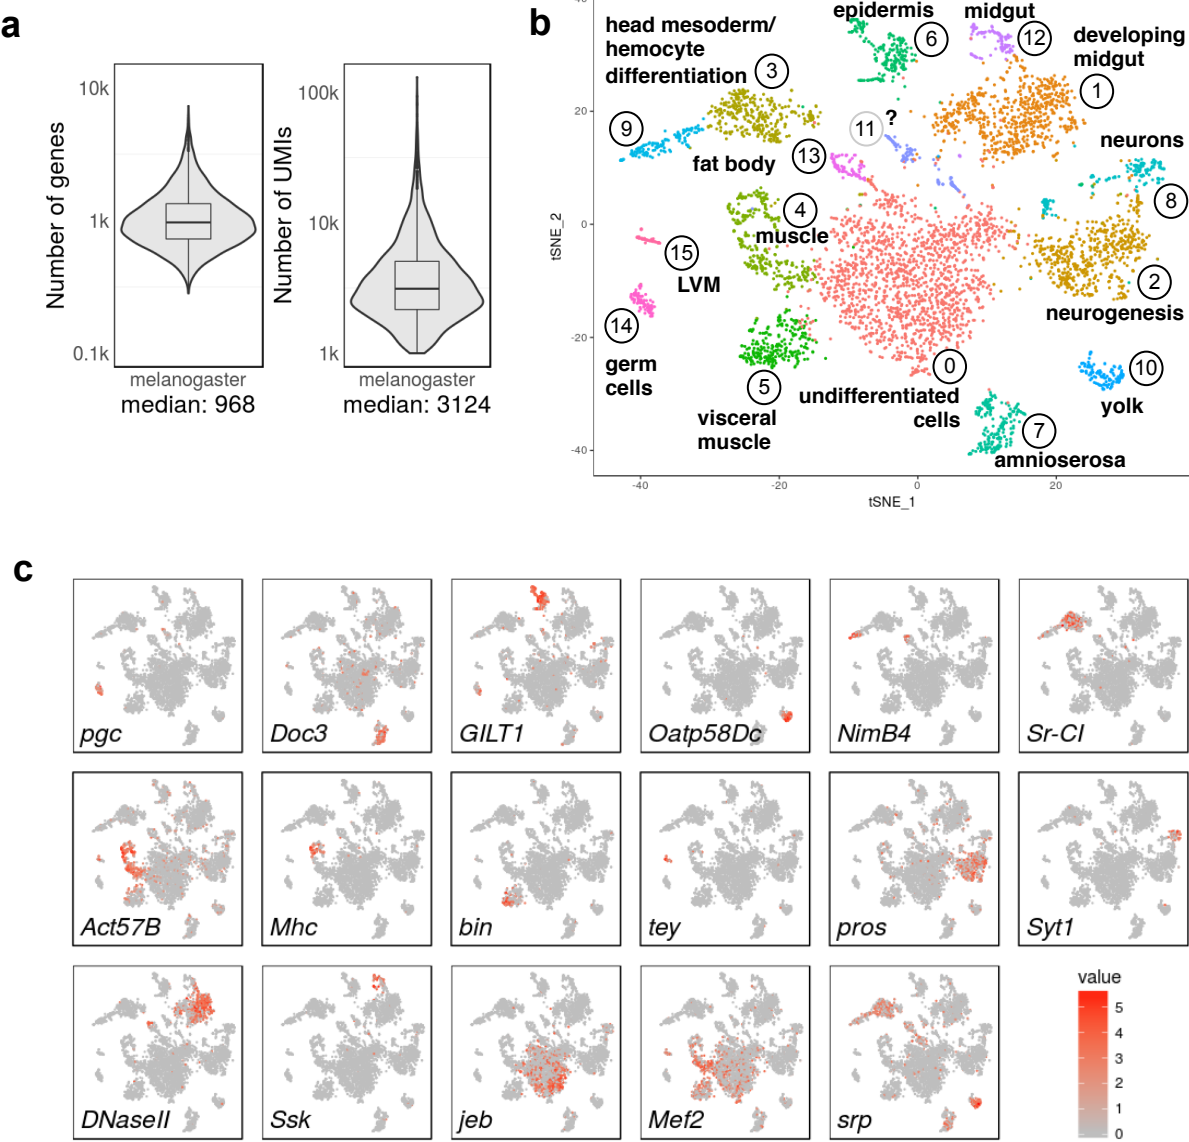 a
Number of genes
10k
1k
0.1k
melanogaster
median: 968
Number of UMIs
100k
10k
1k
melanogaster
median: 3124
b
head mesoderm/
hemocyte
differentiation 3
epidermis
6
midgut
12
developing
midgut
1
9
fat body
13
11
?
neurons
8
4
muscle
15
LVM
2
neurogenesis
14
germ
cells
5
visceral
muscle
0
undifferentiated
cells
10
yolk
7
amnioserosa
tSNE_2
40
20
0
-20
-40
-40
-20
0
20
tSNE_1
c
pgc
Doc3
GILT1
Oatp58Dc
NimB4
Sr-CI
Act57B
Mhc
bin
tey
pros
Syt1
DNaseII
Ssk
jeb
Mef2
srp
value
5
4
3
2
1
0